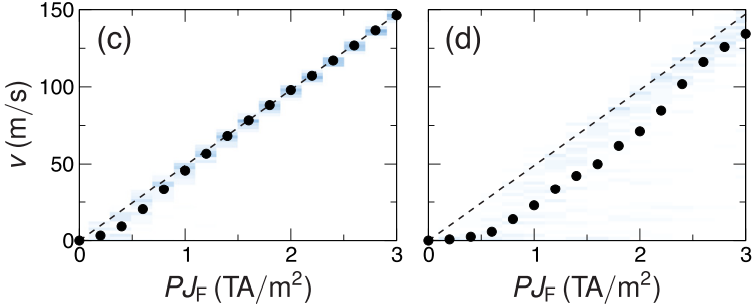 150
100
50
0
v (m/s)
(c)
(d)
0 1 2 3
0 1 2 3
PJF (TA/m²)
PJF (TA/m²)